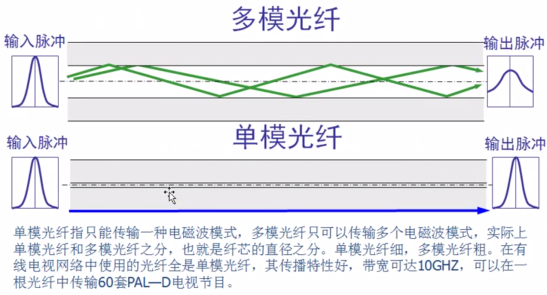 多模光纤
输入脉冲
输出脉冲
单模光纤
输入脉冲
输出脉冲
单模光纤指只能传输一种电磁波模式，多模光纤只可以传输多个电磁波模式，实际上
单模光纤和多模光纤之分，也就是纤芯的直径之分。单模光纤细，多模光纤粗。在有
线电视网络中使用的光纤全是单模光纤，其传播特性好，带宽可达10GHZ，可以在一
根光纤中传输60套PAL—D电视节目。